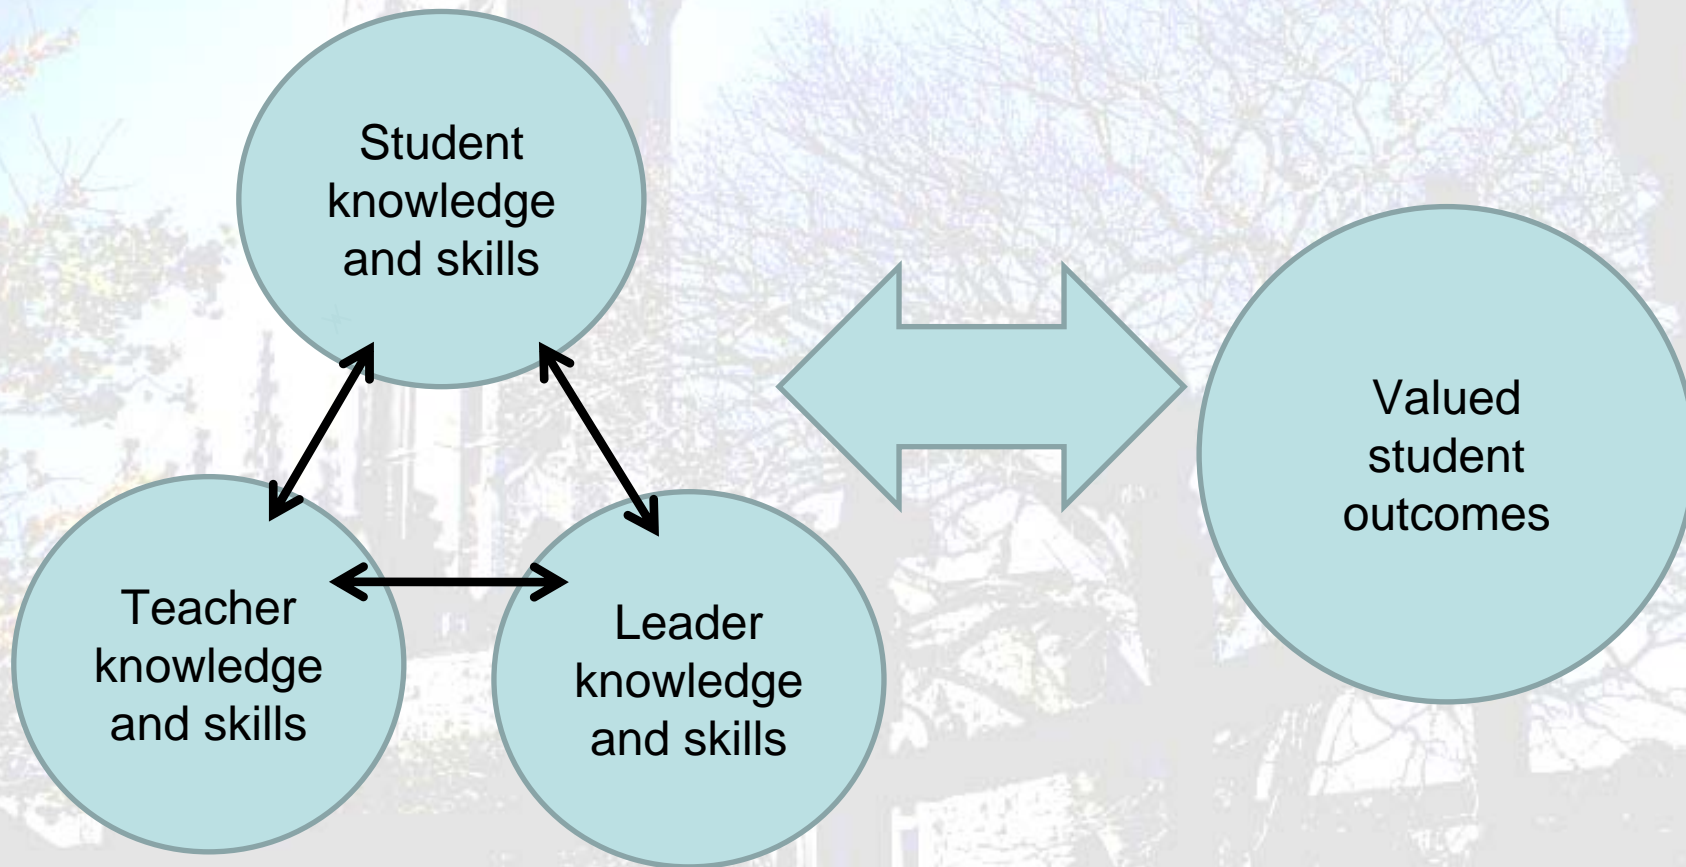 Student
knowledge
and skills
Teacher
knowledge
and skills
Leader
knowledge
and skills
Valued
student
outcomes